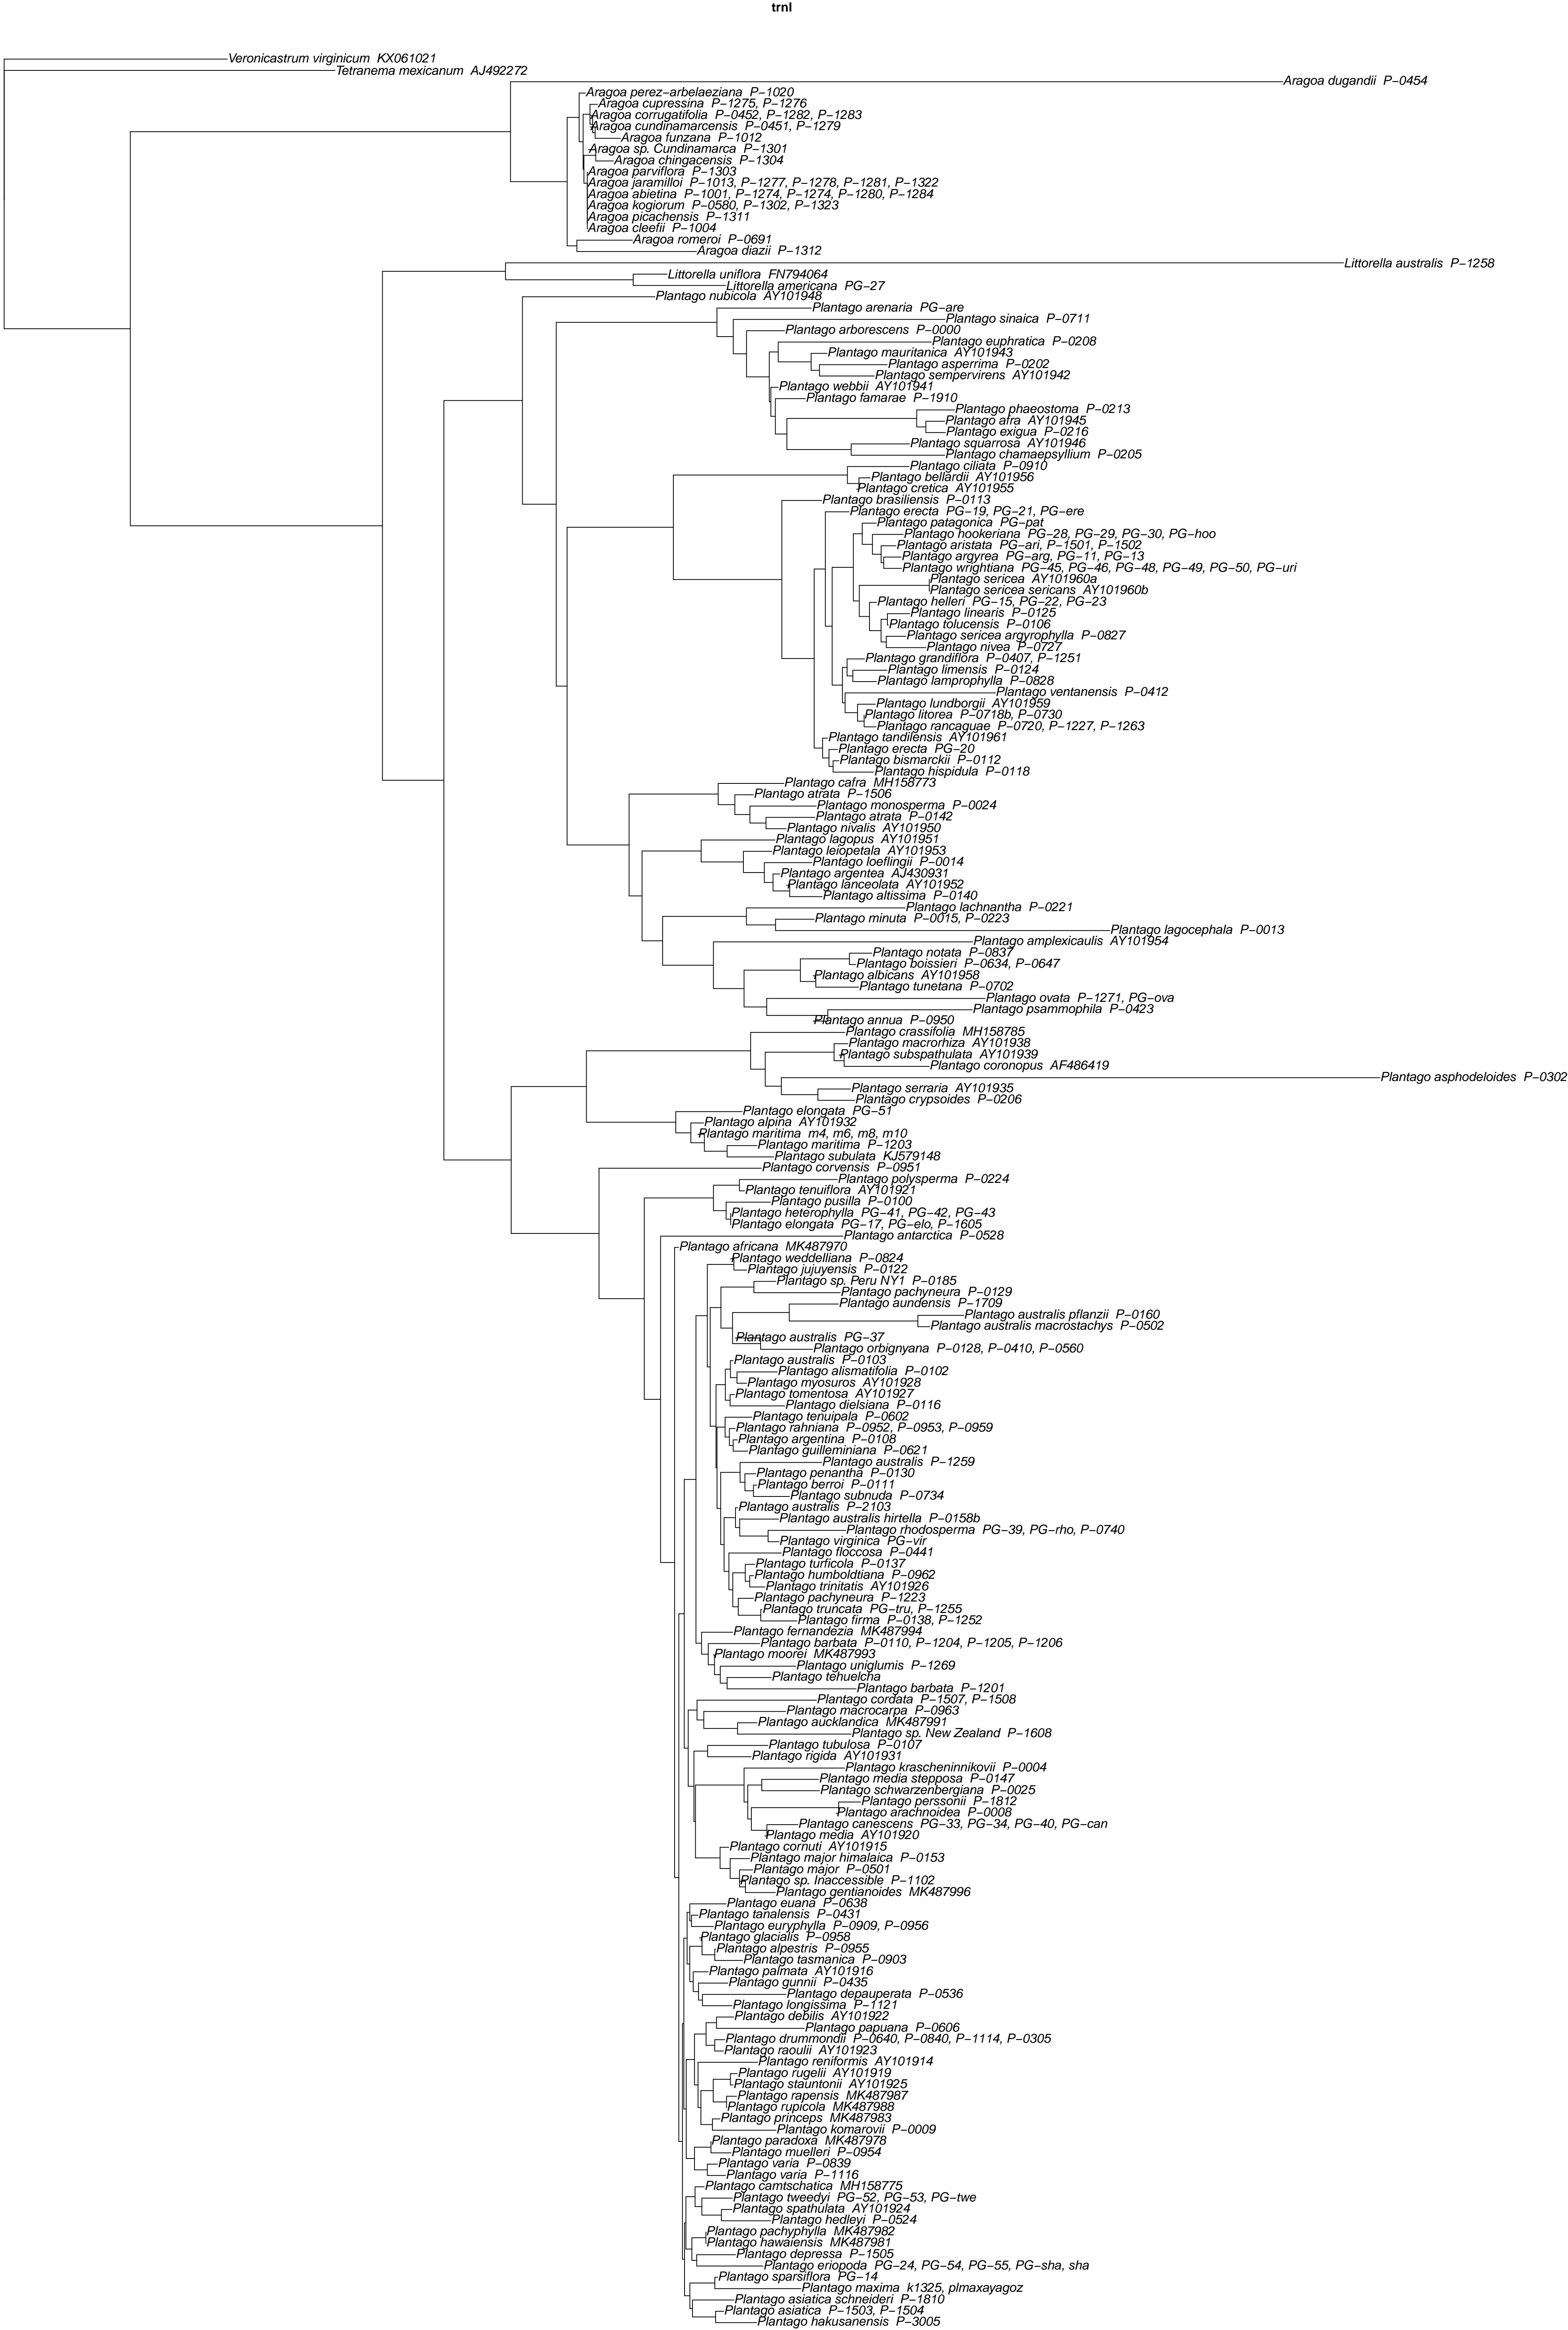 trnl
Veronicastrum virginicum KX061021
Tetranema mexicanum AJ492272
Aragoa dugandii P−0454
Aragoa perez−arbelaeziana P−1020
Aragoa cupressina P−1275, P−1276
Aragoa corrugatifolia P−0452, P−1282, P−1283
Aragoa cundinamarcensis P−0451, P−1279
Aragoa funzana P−1012
Aragoa sp. Cundinamarca P−1301
Aragoa chingacensis P−1304
Aragoa parviflora P−1303
Aragoa jaramilloi P−1013, P−1277, P−1278, P−1281, P−1322
Aragoa abietina P−1001, P−1274, P−1274, P−1280, P−1284
Aragoa kogiorum P−0580, P−1302, P−1323
Aragoa picachensis P−1311
Aragoa cleefii P−1004
Aragoa romeroi P−0691
Aragoa diazii P−1312
Littorella australis P−1258
Littorella uniflora FN794064
Littorella americana PG−27
Plantago nubicola AY101948
Plantago arenaria PG−are
Plantago sinaica P−0711
Plantago arborescens P−0000
Plantago euphratica P−0208
Plantago mauritanica AY101943
Plantago asperrima P−0202
Plantago sempervirens AY101942
Plantago webbii AY101941
Plantago famarae P−1910
Plantago phaeostoma P−0213
Plantago afra AY101945
Plantago exigua P−0216
Plantago squarrosa AY101946
Plantago chamaepsyllium P−0205
Plantago ciliata P−0910
Plantago bellardii AY101956
Plantago cretica AY101955
Plantago brasiliensis P−0113
Plantago erecta PG−19, PG−21, PG−ere
Plantago patagonica PG−pat
Plantago hookeriana PG−28, PG−29, PG−30, PG−hoo
Plantago aristata PG−ari, P−1501, P−1502
Plantago argyrea PG−arg, PG−11, PG−13
Plantago wrightiana PG−45, PG−46, PG−48, PG−49, PG−50, PG−uri
Plantago sericea AY101960a
Plantago sericea sericans AY101960b
Plantago helleri PG−15, PG−22, PG−23
Plantago linearis P−0125
Plantago tolucensis P−0106
Plantago sericea argyrophylla P−0827
Plantago nivea P−0727
Plantago grandiflora P−0407, P−1251
Plantago limensis P−0124
Plantago lamprophylla P−0828
Plantago ventanensis P−0412
Plantago lundborgii AY101959
Plantago litorea P−0718b, P−0730
Plantago rancaguae P−0720, P−1227, P−1263
Plantago tandilensis AY101961
Plantago erecta PG−20
Plantago bismarckii P−0112
Plantago hispidula P−0118
Plantago cafra MH158773
Plantago atrata P−1506
Plantago monosperma P−0024
Plantago atrata P−0142
Plantago nivalis AY101950
Plantago lagopus AY101951
Plantago leiopetala AY101953
Plantago loeflingii P−0014
Plantago argentea AJ430931
Plantago lanceolata AY101952
Plantago altissima P−0140
Plantago lachnantha P−0221
Plantago minuta P−0015, P−0223
Plantago lagocephala P−0013
Plantago amplexicaulis AY101954
Plantago notata P−0837
Plantago boissieri P−0634, P−0647
Plantago albicans AY101958
Plantago tunetana P−0702
Plantago ovata P−1271, PG−ova
Plantago psammophila P−0423
Plantago annua P−0950
Plantago crassifolia MH158785
Plantago macrorhiza AY101938
Plantago subspathulata AY101939
Plantago coronopus AF486419
Plantago asphodeloides P−0302
Plantago serraria AY101935
Plantago crypsoides P−0206
Plantago elongata PG−51
Plantago alpina AY101932
Plantago maritima m4, m6, m8, m10
Plantago maritima P−1203
Plantago subulata KJ579148
Plantago corvensis P−0951
Plantago polysperma P−0224
Plantago tenuiflora AY101921
Plantago pusilla P−0100
Plantago heterophylla PG−41, PG−42, PG−43
Plantago elongata PG−17, PG−elo, P−1605
Plantago antarctica P−0528
Plantago africana MK487970
Plantago weddelliana P−0824
Plantago jujuyensis P−0122
Plantago sp. Peru NY1 P−0185
Plantago pachyneura P−0129
Plantago aundensis P−1709
Plantago australis pflanzii P−0160
Plantago australis macrostachys P−0502
Plantago australis PG−37
Plantago orbignyana P−0128, P−0410, P−0560
Plantago australis P−0103
Plantago alismatifolia P−0102
Plantago myosuros AY101928
Plantago tomentosa AY101927
Plantago dielsiana P−0116
Plantago tenuipala P−0602
Plantago rahniana P−0952, P−0953, P−0959
Plantago argentina P−0108
Plantago guilleminiana P−0621
Plantago australis P−1259
Plantago penantha P−0130
Plantago berroi P−0111
Plantago subnuda P−0734
Plantago australis P−2103
Plantago australis hirtella P−0158b
Plantago rhodosperma PG−39, PG−rho, P−0740
Plantago virginica PG−vir
Plantago floccosa P−0441
Plantago turficola P−0137
Plantago humboldtiana P−0962
Plantago trinitatis AY101926
Plantago pachyneura P−1223
Plantago truncata PG−tru, P−1255
Plantago firma P−0138, P−1252
Plantago fernandezia MK487994
Plantago barbata P−0110, P−1204, P−1205, P−1206
Plantago moorei MK487993
Plantago uniglumis P−1269
Plantago tehuelcha
Plantago barbata P−1201
Plantago cordata P−1507, P−1508
Plantago macrocarpa P−0963
Plantago aucklandica MK487991
Plantago sp. New Zealand P−1608
Plantago tubulosa P−0107
Plantago rigida AY101931
Plantago krascheninnikovii P−0004
Plantago media stepposa P−0147
Plantago schwarzenbergiana P−0025
Plantago perssonii P−1812
Plantago arachnoidea P−0008
Plantago canescens PG−33, PG−34, PG−40, PG−can
Plantago media AY101920
Plantago cornuti AY101915
Plantago major himalaica P−0153
Plantago major P−0501
Plantago sp. Inaccessible P−1102
Plantago gentianoides MK487996
Plantago euana P−0638
Plantago tanalensis P−0431
Plantago euryphylla P−0909, P−0956
Plantago glacialis P−0958
Plantago alpestris P−0955
Plantago tasmanica P−0903
Plantago palmata AY101916
Plantago gunnii P−0435
Plantago depauperata P−0536
Plantago longissima P−1121
Plantago debilis AY101922
Plantago papuana P−0606
Plantago drummondii P−0640, P−0840, P−1114, P−0305
Plantago raoulii AY101923
Plantago reniformis AY101914
Plantago rugelii AY101919
Plantago stauntonii AY101925
Plantago rapensis MK487987
Plantago rupicola MK487988
Plantago princeps MK487983
Plantago komarovii P−0009
Plantago paradoxa MK487978
Plantago muelleri P−0954
Plantago varia P−0839
Plantago varia P−1116
Plantago camtschatica MH158775
Plantago tweedyi PG−52, PG−53, PG−twe
Plantago spathulata AY101924
Plantago hedleyi P−0524
Plantago pachyphylla MK487982
Plantago hawaiensis MK487981
Plantago depressa P−1505
Plantago eriopoda PG−24, PG−54, PG−55, PG−sha, sha
Plantago sparsiflora PG−14
Plantago maxima k1325, plmaxayagoz
Plantago asiatica schneideri P−1810
Plantago asiatica P−1503, P−1504
Plantago hakusanensis P−3005